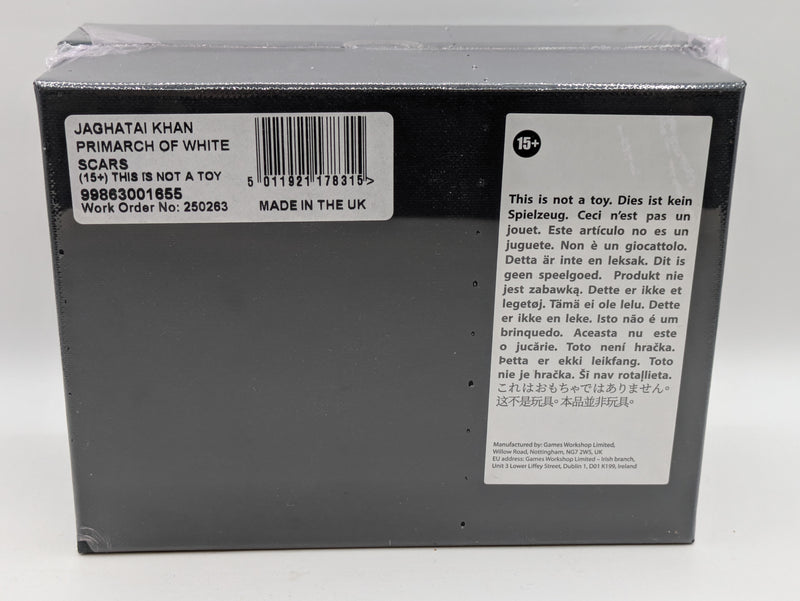 JAGHATAI KHAN
PRIMARCH OF WHITE
SCARS
(15+) THIS IS NOT A TOY
99863001655
Work Order No: 250263
5 011921 178315>
MADE IN THE UK
15+
This is not a toy. Dies ist kein
Spielzeug. Ceci n'est pas un
jouet. Este artículo no es un
juguete. Non è un giocattolo.
Detta är inte en leksak. Dit is
geen speelgoed. Produkt nie
jest zabawką. Dette er ikke et
legetøj. Tämä ei ole lelu. Dette
er ikke en leke. Isto não é um
brinquedo. Aceasta nu este
o jucărie. Toto není hračka.
Þetta er ekki leikfang. Toto
nie je hračka. Ši nav rotaļlieta.
これはおもちゃではありません。
这不是玩具。本品並非玩具。
Manufactured by: Games Workshop Limited,
Willow Road, Nottingham, NG7 2WS, UK
EU address: Games Workshop Limited – Irish branch,
Unit 3 Lower Liffey Street, Dublin 1, D01 K199, Ireland